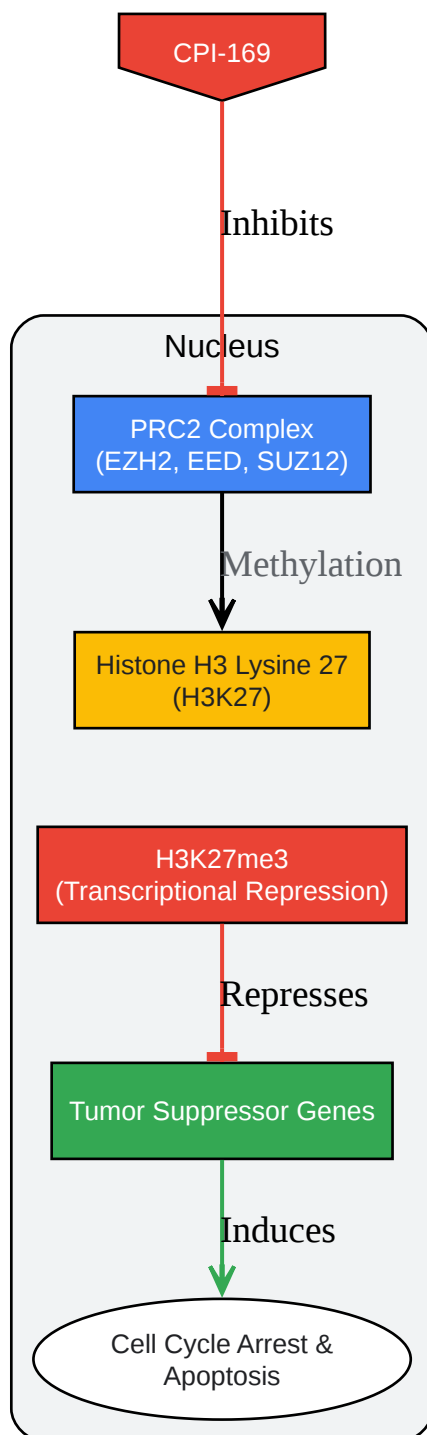 CPI-169
Inhibits
Nucleus
PRC2 Complex
(EZH2, EED, SUZ12)
Methylation
Histone H3 Lysine 27
(H3K27)
H3K27me3
(Transcriptional Repression)
Represses
Tumor Suppressor Genes
Induces
Cell Cycle Arrest &
Apoptosis